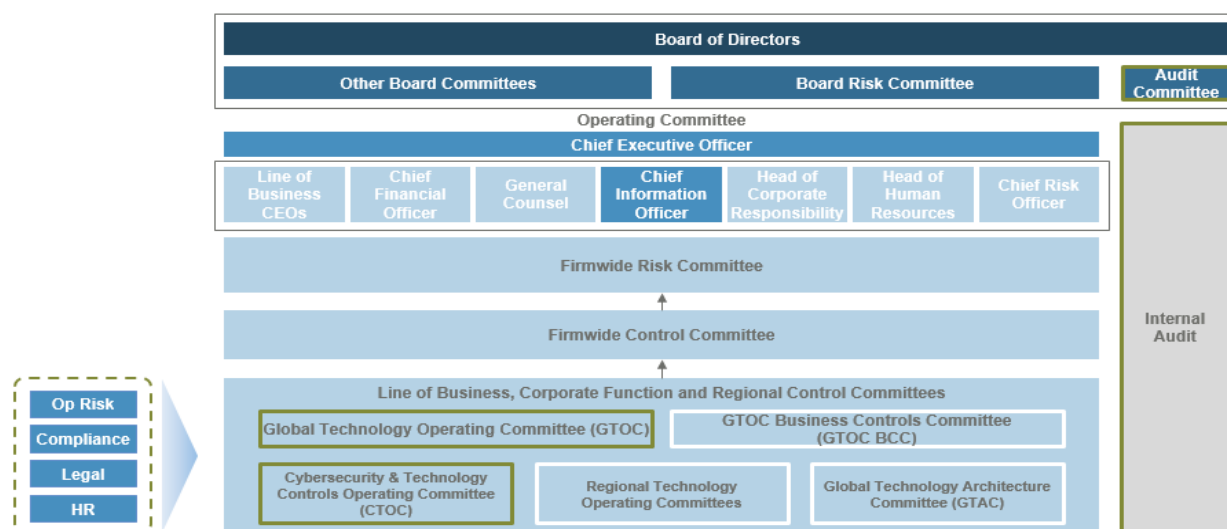 Board of Directors
Other Board Committees
Board Risk Committee
Audit
Committee
Operating Committee
Chief Executive Officer
Line of
Business
CEOs
Chief
Financial
Officer
General
Counsel
Chief
Information
Officer
Head of
Corporate
Responsibility
Head of
Human
Resources
Chief Risk
Officer
Firmwide Risk Committee
Firmwide Control Committee
Internal
Audit
Line of Business, Corporate Function and Regional Control Committees
Global Technology Operating Committee (GTOC)
GTOC Business Controls Committee
(GTOC BCC)
Cybersecurity & Technology
Controls Operating Committee
(CTOC)
Regional Technology
Operating Committees
Global Technology Architecture
Committee (GTAC)
Op Risk
Compliance
Legal
HR